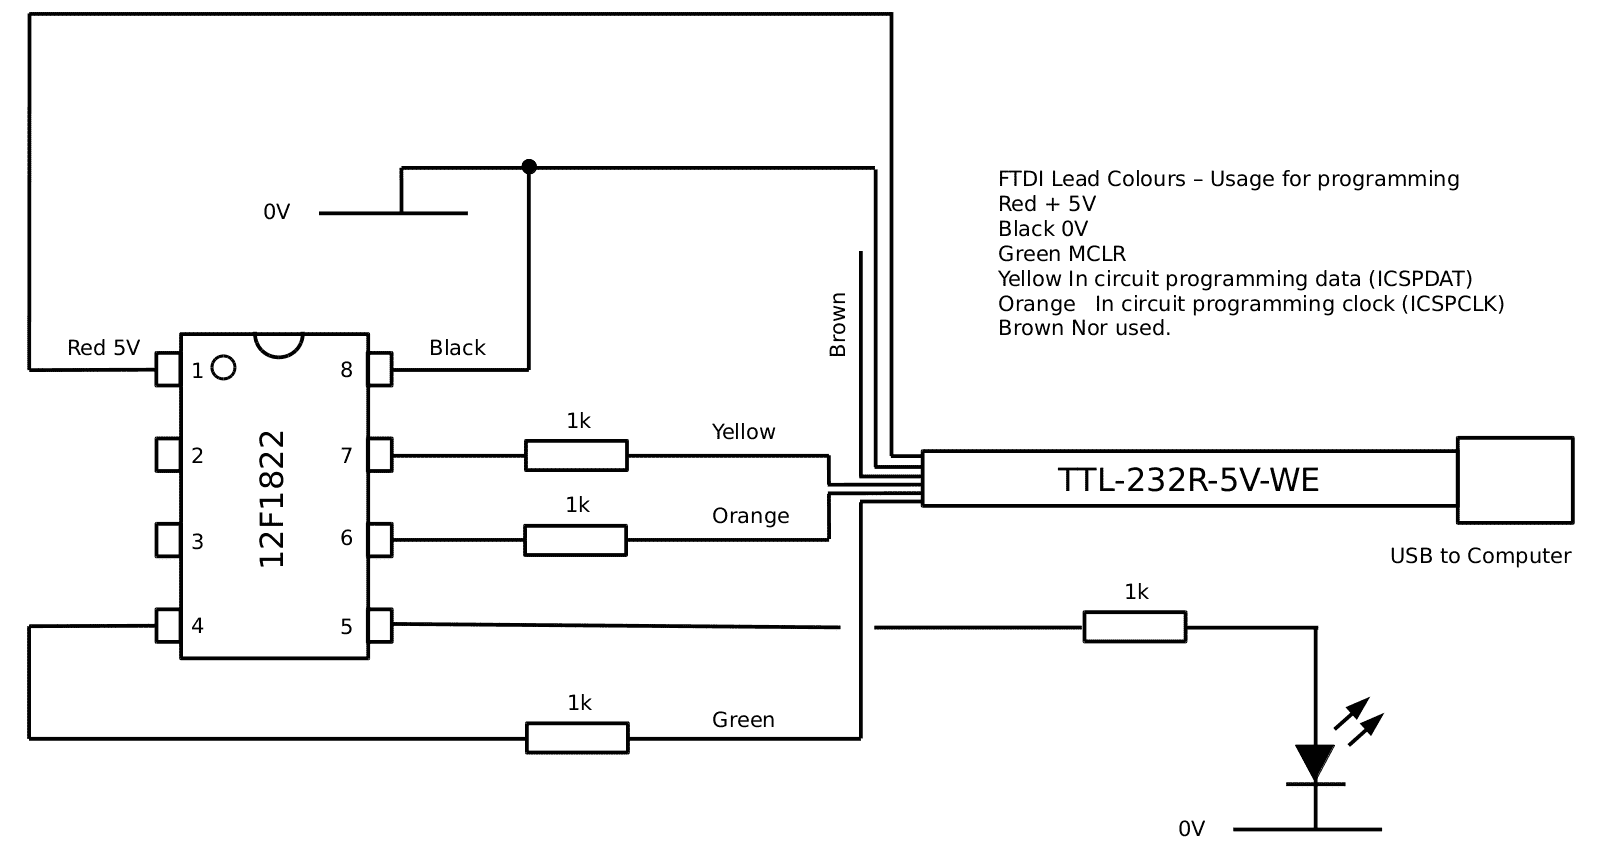 FTDI Lead Colours – Usage for programming
Red + 5V
Black 0V
Green MCLR
Yellow In circuit programming data (ICSPDAT)
Orange   In circuit programming clock (ICSPCLK)
Brown Nor used.
0V
Brown
Red 5V
Black
1
8
1k
Yellow
2
7
12F1822
TTL-232R-5V-WE
1k
Orange
3
6
USB to Computer
1k
4
5
1k
Green
0V